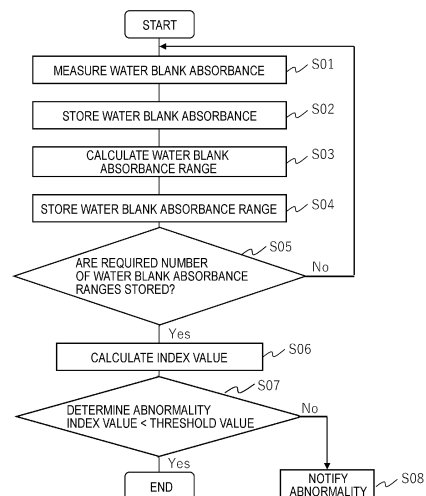 START
MEASURE WATER BLANK ABSORBANCE
S01
STORE WATER BLANK ABSORBANCE
S02
CALCULATE WATER BLANK
ABSORBANCE RANGE
S03
STORE WATER BLANK ABSORBANCE RANGE
S04
S05
ARE REQUIRED NUMBER
OF WATER BLANK ABSORBANCE
RANGES STORED?
No
Yes
CALCULATE INDEX VALUE
S06
S07
DETERMINE ABNORMALITY
INDEX VALUE < THRESHOLD VALUE
No
Yes
END
NOTIFY
ABNORMALITY
S08